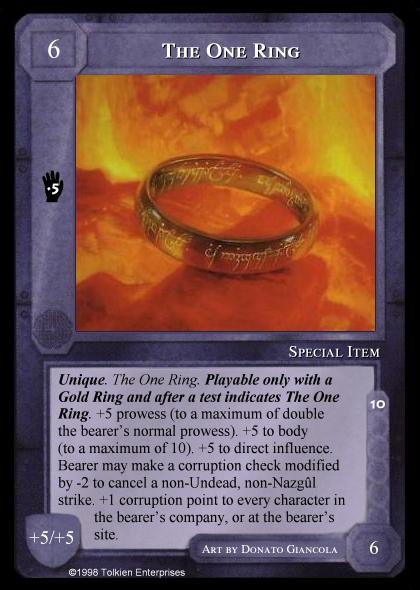 6
THE ONE RING
5
SPECIAL ITEM
Unique. The One Ring. Playable only with a
Gold Ring and after a test indicates The One
Ring. +5 prowess (to a maximum of double
the bearer's normal prowess). +5 to body
(to a maximum of 10). +5 to direct influence.
Bearer may make a corruption check modified
by -2 to cancel a non-Undead, non-Nazgûl
strike. +1 corruption point to every character in
the bearer's company, or at the bearer's
site.
10
+5/+5
ART BY DONATO GIANCOLA
6
©1998 Tolkien Enterprises